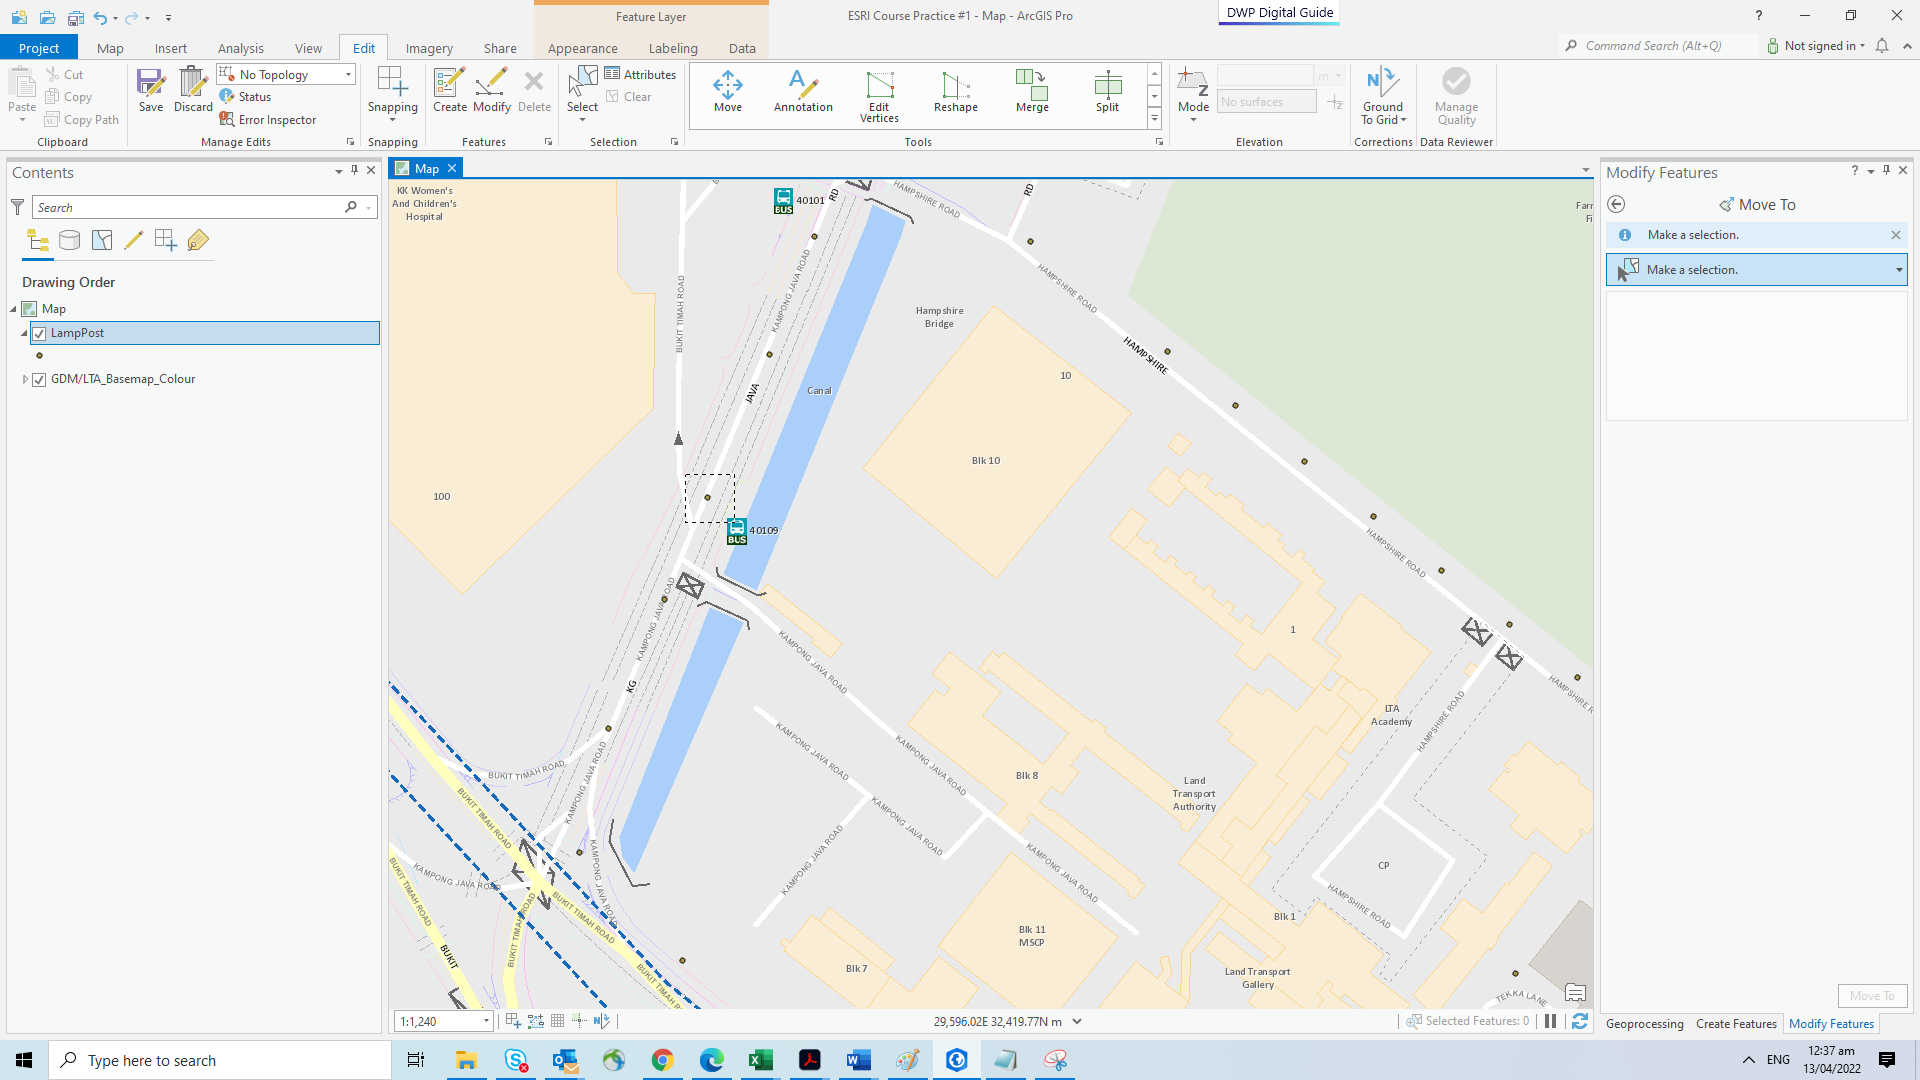 Feature Layer
ESRI Course Practice #1 - Map - ArcGIS Pro
DWP Digital Guide
?
Project
Map
Insert
Analysis
View
Edit
Imagery
Share
Appearance
Labeling
Data
Command Search (Alt+Q)
Not signed in
Paste
Cut
Copy
Copy Path
Clipboard
Save
Discard
No Topology
Status
Error Inspector
Manage Edits
Snapping
Snapping
Create
Modify
Delete
Features
Select
Attributes
Clear
Selection
Move
Annotation
Edit
Vertices
Reshape
Merge
Split
Tools
Mode
m
No surfaces
Elevation
Ground
To Grid
Corrections
Manage
Quality
Data Reviewer
Contents
Search
Drawing Order
Map
LampPost
GDM/LTA_Basemap_Colour
Map
KK Women's
And Children's
Hospital
BUS
40101
RD
HAMPSHIRE ROAD
RD
KAMPONG JAVA ROAD
BUKIT TIMAH ROAD
HAMPSHIRE ROAD
Hampshire
Bridge
HAMPSHIRE
JAVA
Canal
10
Blk 10
100
BUS
40109
HAMPSHIRE ROAD
KAMPONG JAVA ROAD
KG
KAMPONG JAVA ROAD
1
HAMPSHIRE R
HAMPSHIRE ROAD
LTA
Academy
KAMPONG JAVA ROAD
KAMPONG JAVA ROAD
BUKIT TIMAH ROAD
KAMPONG JAVA ROAD
Blk 8
Land
Transport
Authority
BUKIT TIMAH ROAD
KAMPONG JAVA ROAD
KAMPONG JAVA ROAD
KAMPONG JAVA ROAD
KAMPONG JAVA ROAD
CP
KAMPONG JAVA ROAD
BUKIT TIMAH ROAD
BUKIT TIMAH ROAD
BUKIT TIMAH ROAD
HAMPSHIRE ROAD
Blk 1
Blk 11
MSCP
BUKIT
Blk 7
BUKIT TIMAH R
Land Transport
Gallery
TEKKA LANE
Farr
Fi
1:1,240
29,596.02E 32,419.77N m
Selected Features: 0
Modify Features
?
Move To
Make a selection.
Make a selection.
Move To
Geoprocessing
Create Features
Modify Features
Type here to search
ENG
12:37 am
13/04/2022